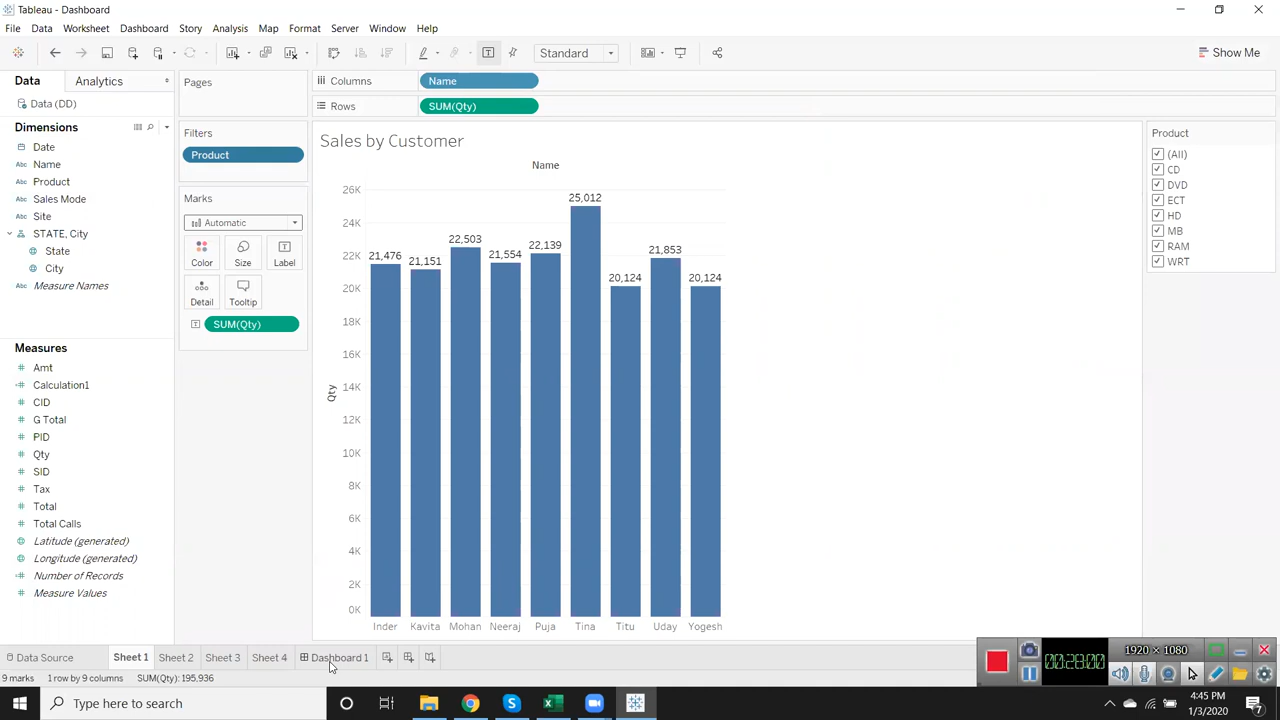 Tableau - Dashboard
File Data Worksheet Dashboard Story Analysis Map Format Server Window Help
Standard
Show Me
Data Analytics
Data (DD)
Dimensions
Date
Name
Product
Sales Mode
Site
STATE, City
State
City
Measure Names
Measures
Amt
Calculation1
CID
G Total
PID
Qty
SID
Tax
Total
Total Calls
Latitude (generated)
Longitude (generated)
Number of Records
Measure Values
Pages
Filters
Product
Marks
Automatic
Color Size Label
Detail Tooltip
SUM(Qty)
Columns Name
Rows SUM(Qty)
Sales by Customer
Name
26K
24K
22K
20K
18K
16K
14K
12K
10K
8K
6K
4K
2K
0K
Qty
21,476 21,151 22,503 21,554 22,139 25,012 20,124 21,853 20,124
Inder Kavita Mohan Neeraj Puja Tina Titu Uday Yogesh
Product
(All)
CD
DVD
ECT
HD
MB
RAM
WRT
Data Source Sheet 1 Sheet 2 Sheet 3 Sheet 4 Dashboard 1
9 marks 1 row by 9 columns SUM(Qty): 195,936
00:28:00
1920 × 1080
Type here to search
4:45 PM
1/3/2020
7